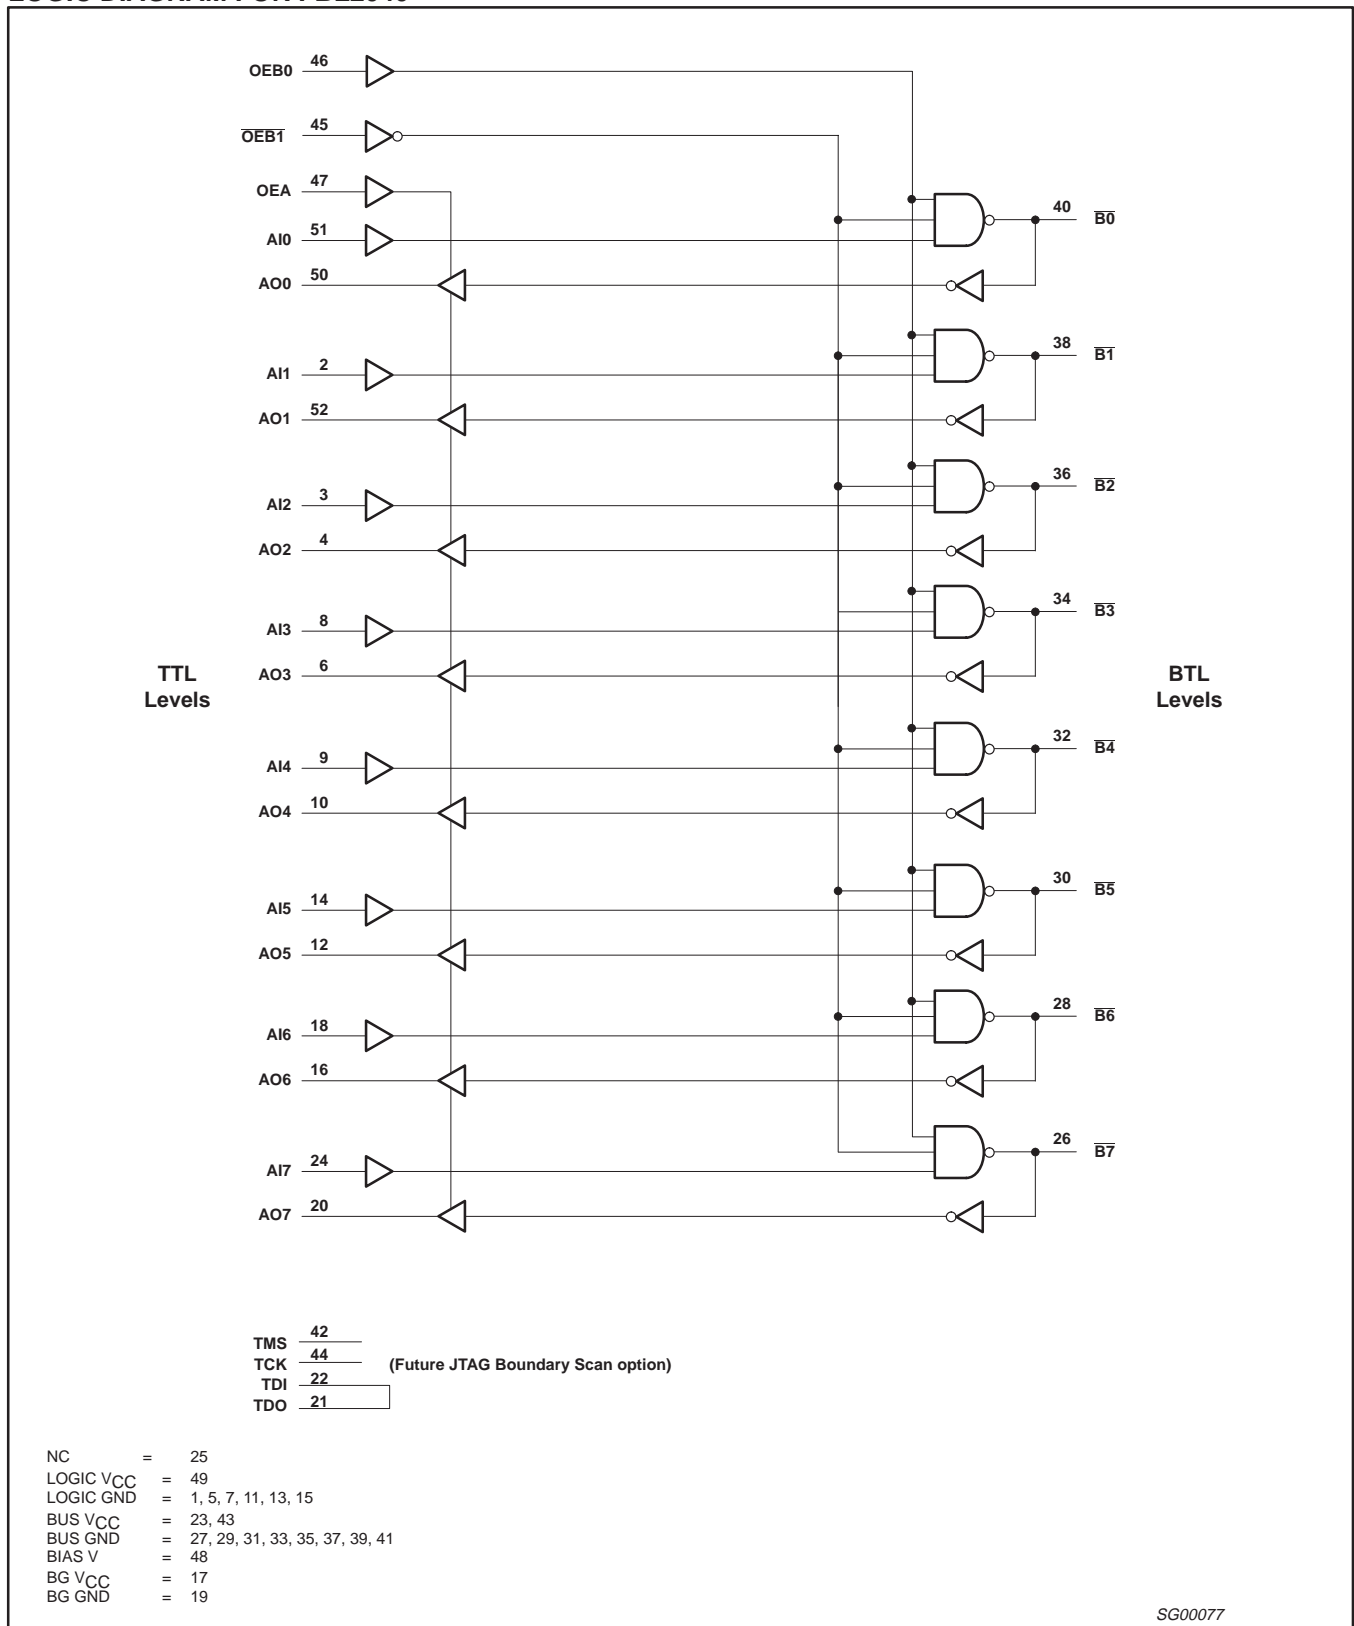 OEB0 46
OEB1 45
OEA 47
40 B0
AI0 51
AO0 50
38 B1
AI1 2
AO1 52
36 B2
AI2 3
AO2 4
34 B3
AI3 8
TTL Levels
AO3 6
BTL Levels
32 B4
AI4 9
AO4 10
30 B5
AI5 14
AO5 12
28 B6
AI6 18
AO6 16
26 B7
AI7 24
AO7 20
TMS 42
TCK 44 (Future JTAG Boundary Scan option)
TDI 22
TDO 21
NC = 25
LOGIC VCC = 49
LOGIC GND = 1, 5, 7, 11, 13, 15
BUS VCC = 23, 43
BUS GND = 27, 29, 31, 33, 35, 37, 39, 41
BIAS V = 48
BG VCC = 17
BG GND = 19
SG00077